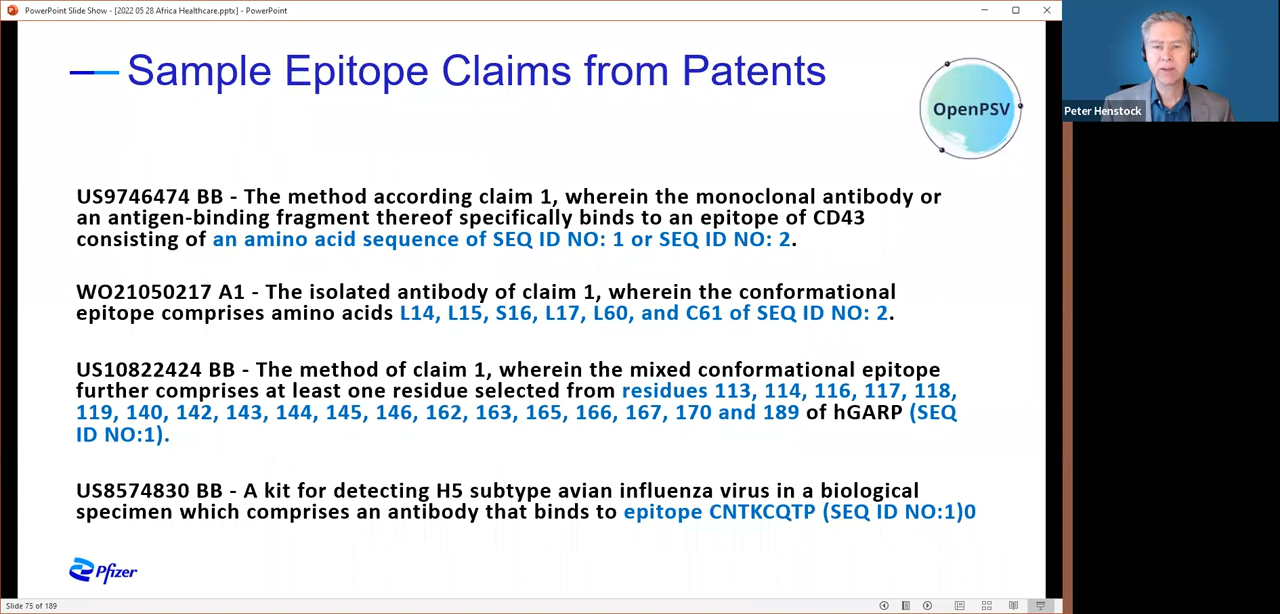 PowerPoint Slide Show - [2022 05 28 Africa Healthcare.pptx] - PowerPoint
Sample Epitope Claims from Patents
OpenPSV
Peter Henstock
US9746474 BB - The method according claim 1, wherein the monoclonal antibody or
an antigen-binding fragment thereof specifically binds to an epitope of CD43
consisting of an amino acid sequence of SEQ ID NO: 1 or SEQ ID NO: 2.
WO21050217 A1 - The isolated antibody of claim 1, wherein the conformational
epitope comprises amino acids L14, L15, S16, L17, L60, and C61 of SEQ ID NO: 2.
US10822424 BB - The method of claim 1, wherein the mixed conformational epitope
further comprises at least one residue selected from residues 113, 114, 116, 117, 118,
119, 140, 142, 143, 144, 145, 146, 162, 163, 165, 166, 167, 170 and 189 of hGARP (SEQ
ID NO:1).
US8574830 BB - A kit for detecting H5 subtype avian influenza virus in a biological
specimen which comprises an antibody that binds to epitope CNTKCQTP (SEQ ID NO:1)0
Pfizer
Slide 75 of 189